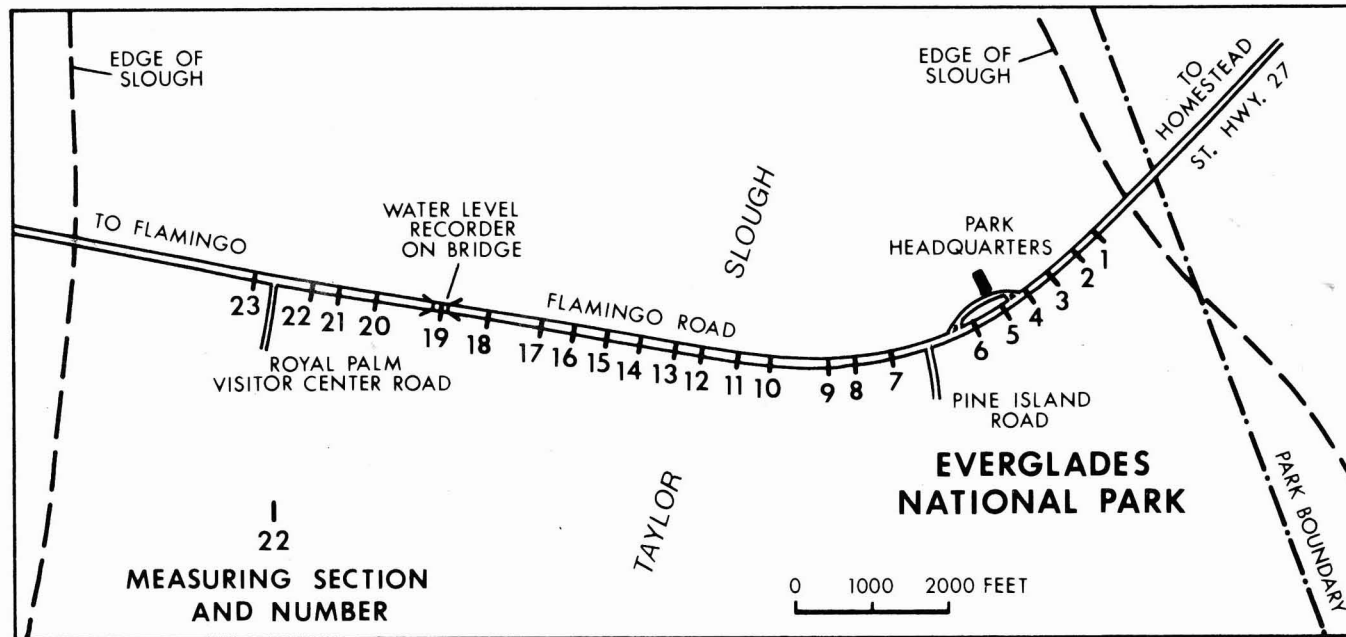 EDGE OF
SLOUGH
EDGE OF
SLOUGH
TO
HOMESTEAD
ST. HWY. 27
TO FLAMINGO
WATER LEVEL
RECORDER
ON BRIDGE
SLOUGH
PARK
HEADQUARTERS
FLAMINGO ROAD
1
2
3
4
5
6
7
8
9
10
11
12
13
14
15
16
17
18
19
20
21
22
23
ROYAL PALM
VISITOR CENTER ROAD
PINE ISLAND
ROAD
EVERGLADES
NATIONAL PARK
TAYLOR
PARK BOUNDARY
22
MEASURING SECTION
AND NUMBER
0 1000 2000 FEET